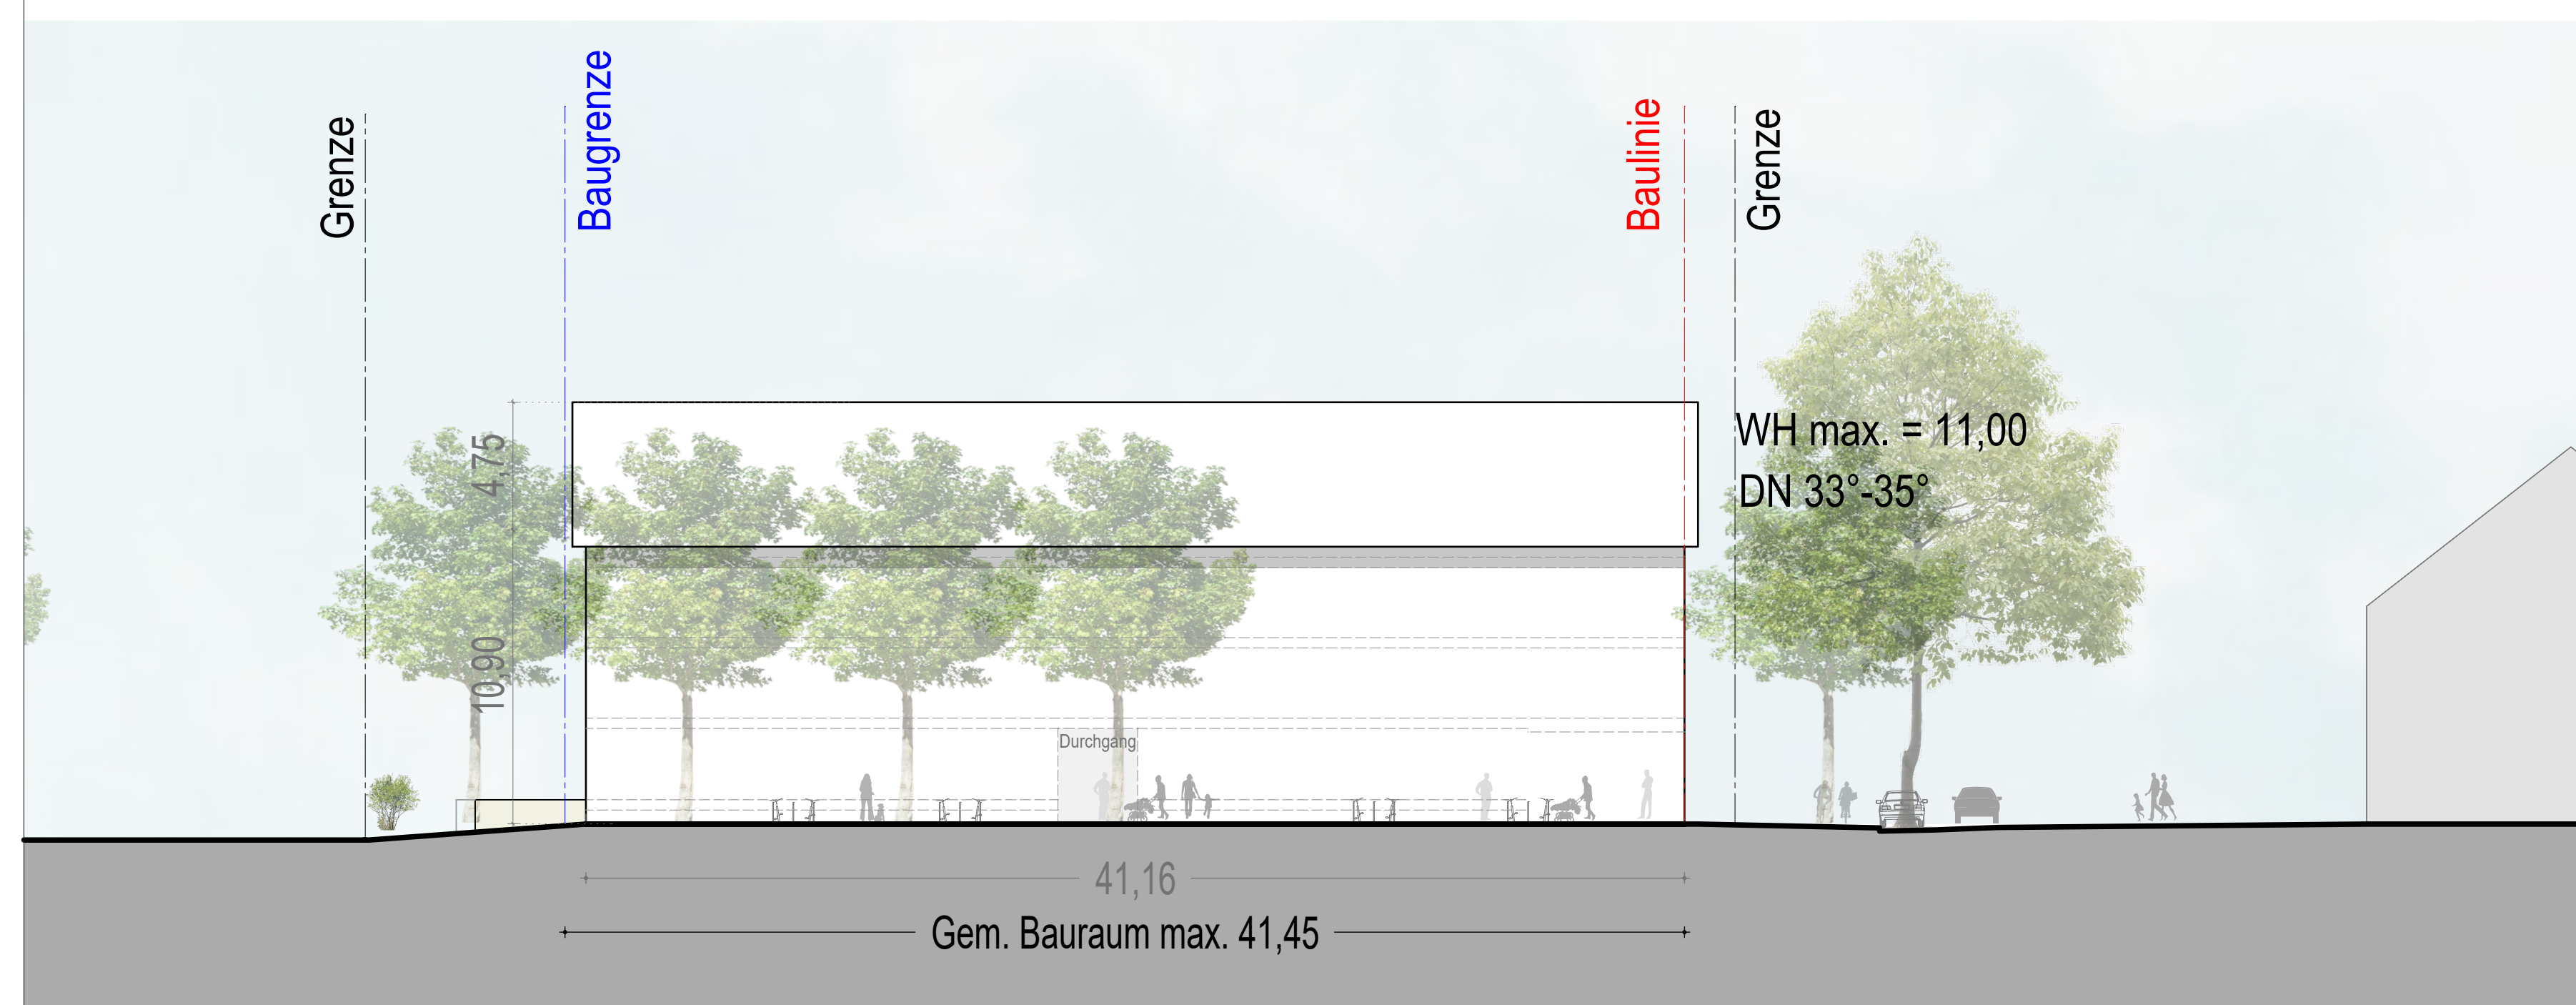 Grenze
Baugrenze
Baulinie
Grenze
WH max. = 11,00
DN 33°-35°
4,75
10,90
Durchgang
41,16
Gem. Bauraum max. 41,45